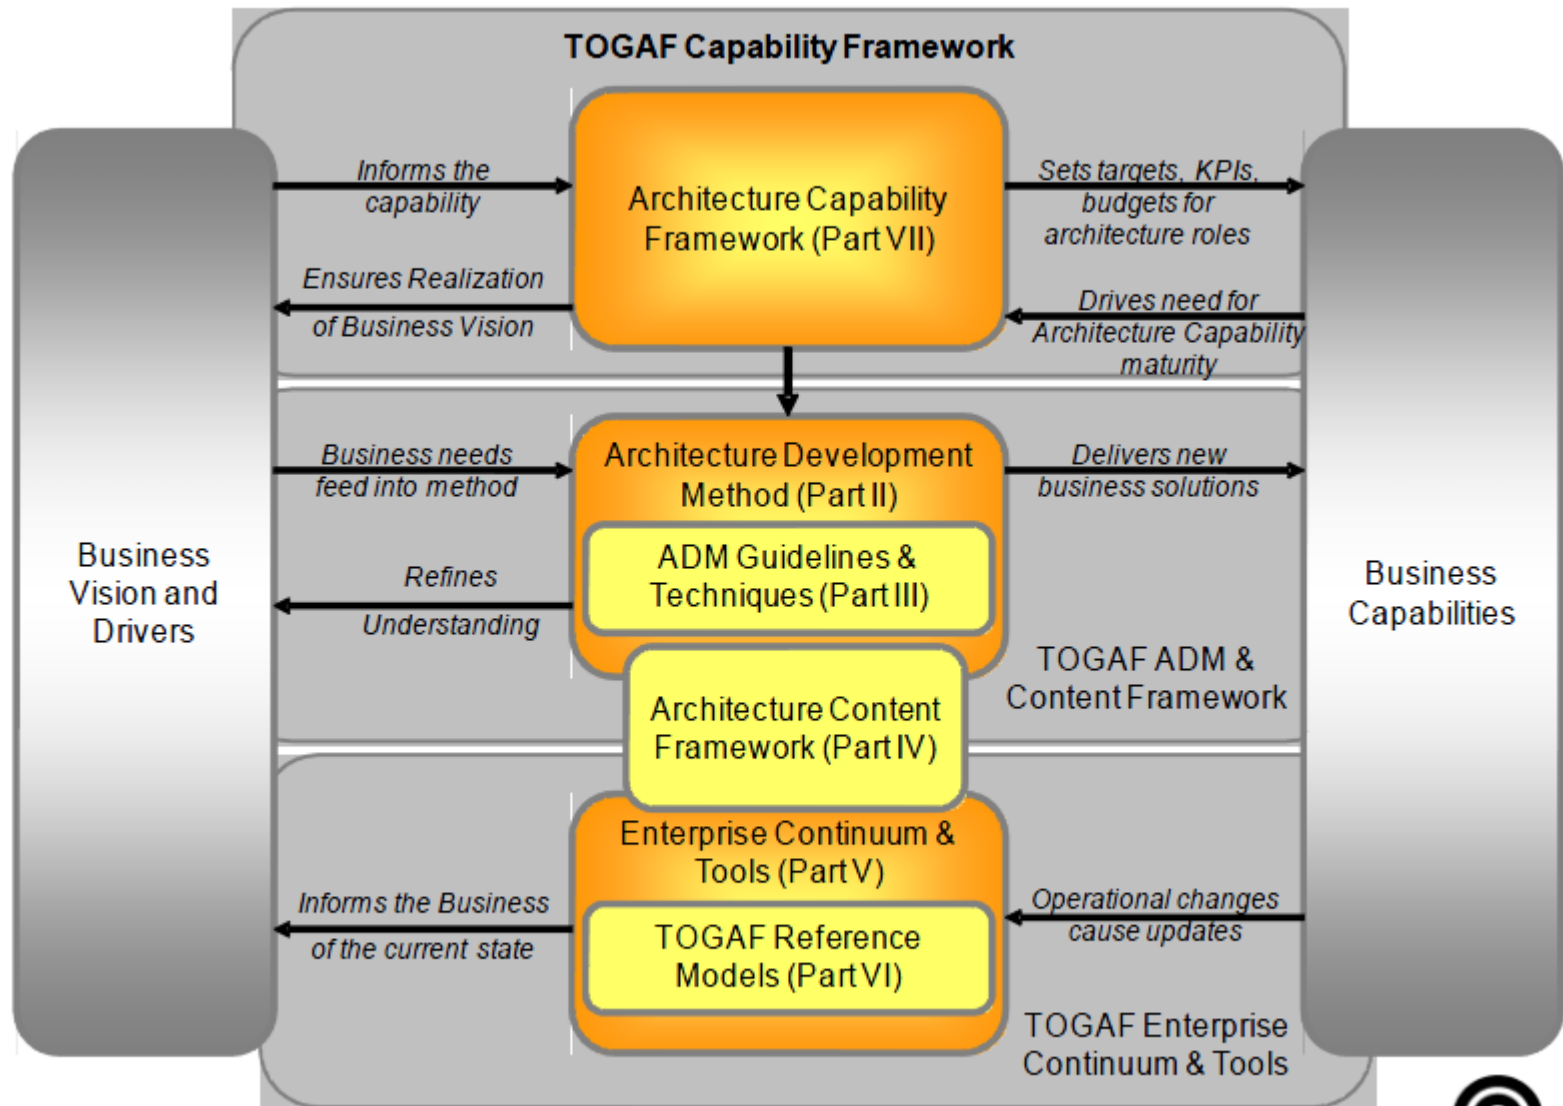 TOGAF Capability Framework
Informs the
capability
Ensures Realization
of Business Vision
Architecture Capability
Framework (Part VII)
Sets targets, KPIs,
budgets for
architecture roles
Drives need for
Architecture Capability
maturity
Business needs
feed into method
Refines
Understanding
Architecture Development
Method (Part II)
ADM Guidelines &
Techniques (Part III)
Delivers new
business solutions
TOGAF ADM &
Content Framework
Business
Vision and
Drivers
Business
Capabilities
Architecture Content
Framework (Part IV)
Enterprise Continuum &
Tools (Part V)
TOGAF Reference
Models (Part VI)
Informs the Business
of the current state
Operational changes
cause updates
TOGAF Enterprise
Continuum & Tools